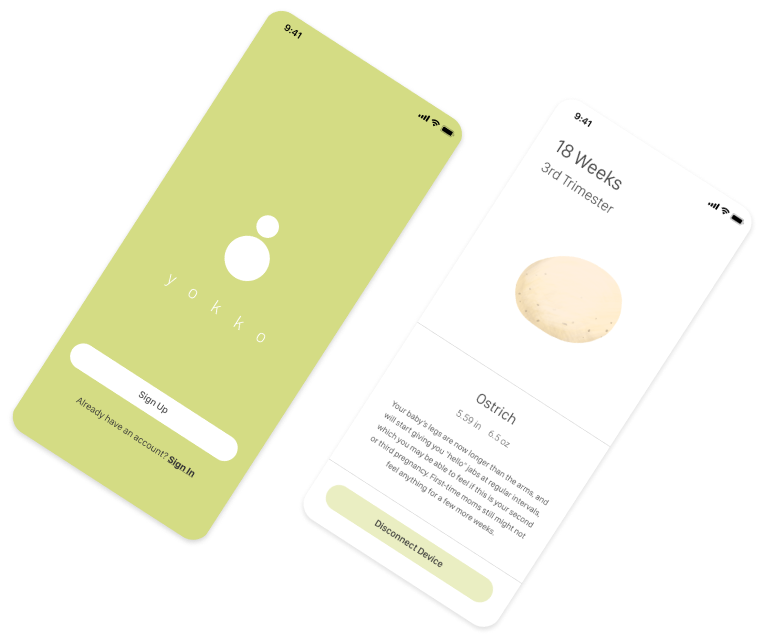 9:41
y o k k o
Sign Up
Already have an account? Sign In
9:41
18 Weeks
3rd Trimester
Ostrich
5.59 in 6.5 oz
Your baby's legs are now longer than the arms, and
will start giving you "hello" jabs at regular intervals,
which you may be able to feel if this is your second
or third pregnancy. First-time moms still might not
feel anything for a few more weeks.
Disconnect Device